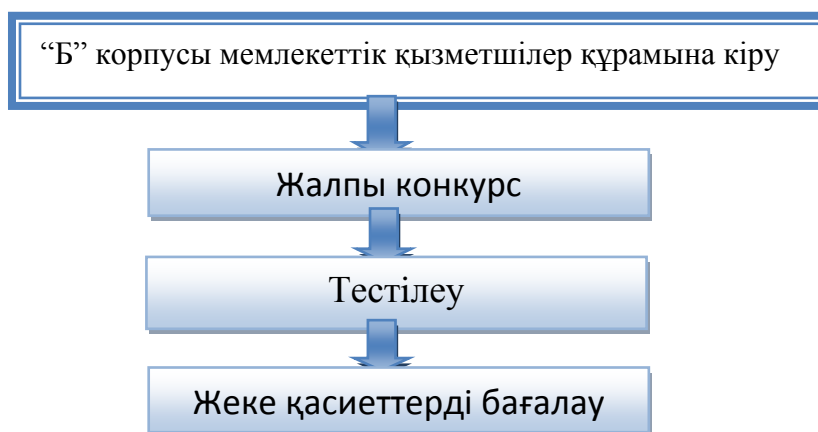 “Б” корпусы мемлекеттік қызметшілер құрамына кіру
Жалпы конкурс
Тестілеу
Жеке қасиеттерді бағалау